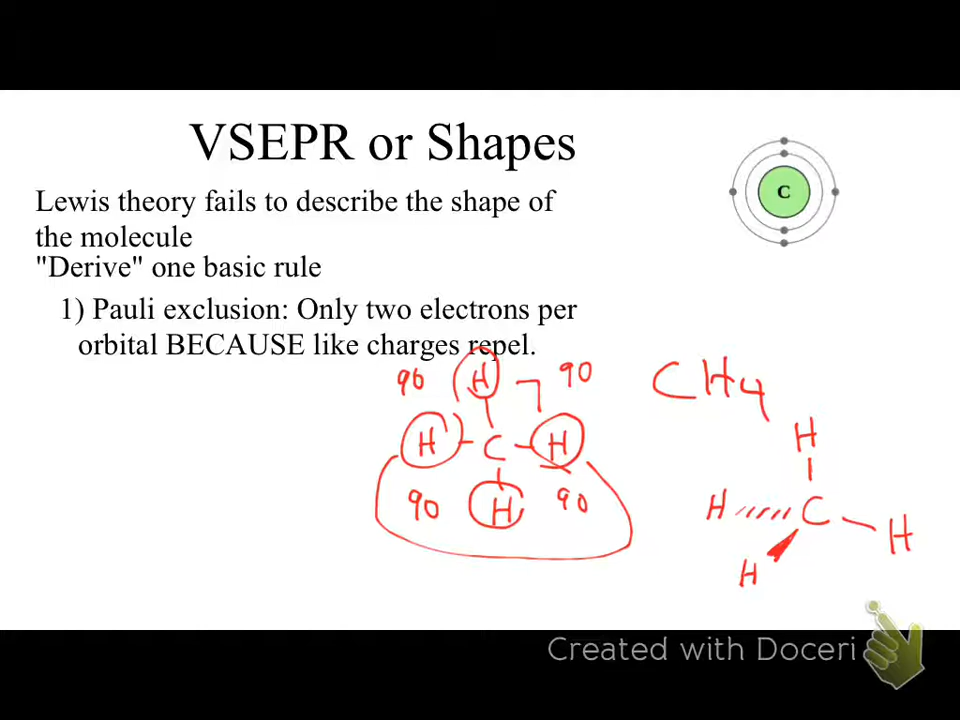 VSEPR or Shapes
C
Lewis theory fails to describe the shape of
the molecule
"Derive" one basic rule
1) Pauli exclusion: Only two electrons per
orbital BECAUSE like charges repel.
90 H 90
CH4
H C H
90 H 90
H
H C H
H
Created with Doceri